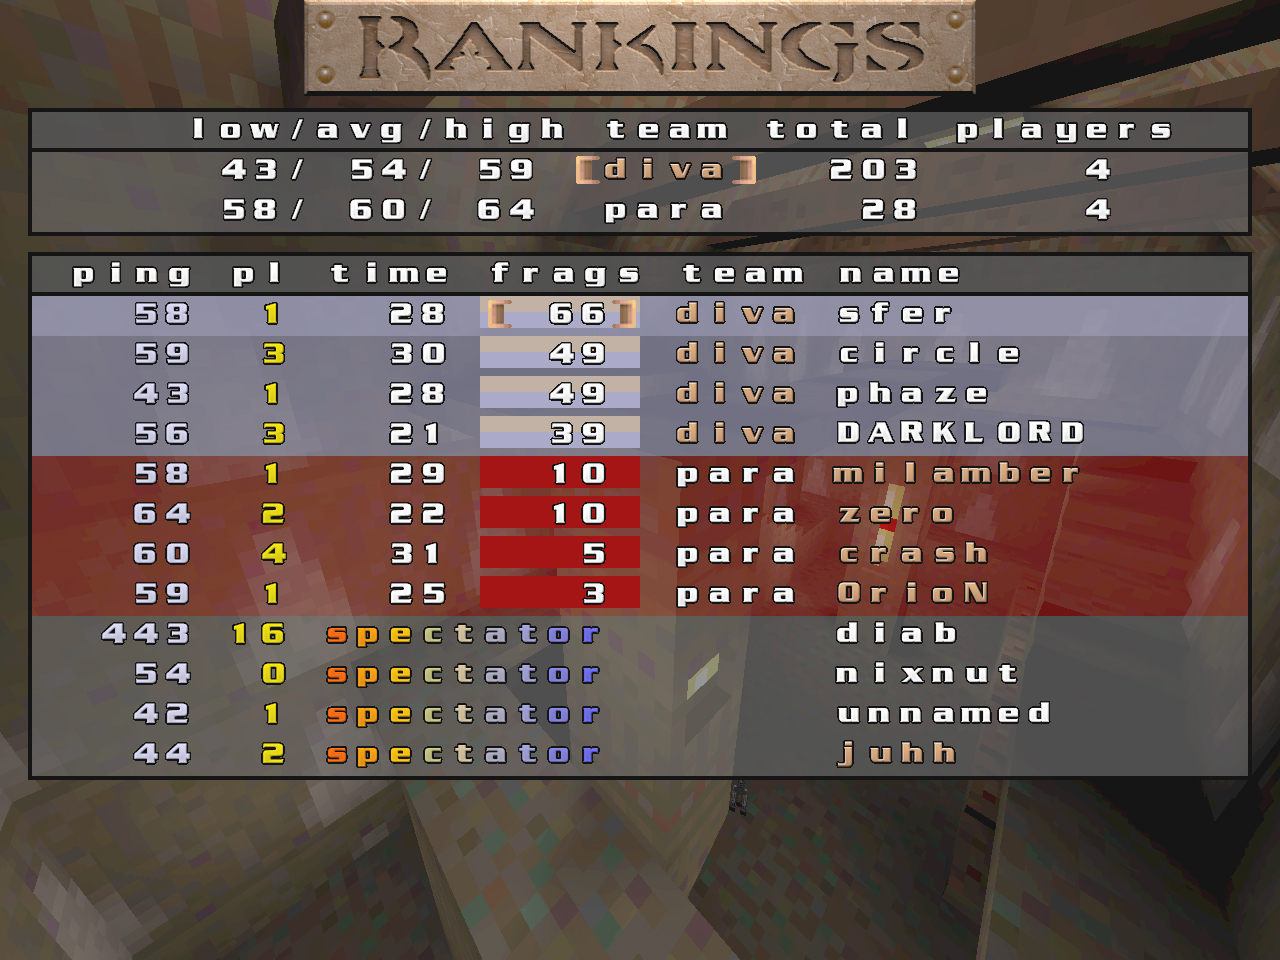 RANKINGS
low/avg/high team total players
43/ 54/ 59 [diva] 203 4
58/ 60/ 64 para 28 4
ping pl time frags team name
58 1 28 [ 66 ] diva sfer
59 3 30 49 diva circle
43 1 28 49 diva phaze
56 3 21 39 diva DARKLORD
58 1 29 10 para milamber
64 2 22 10 para zero
60 4 31 5 para crash
59 1 25 3 para OrioN
443 16 spectator diab
54 0 spectator nixnut
42 1 spectator unnamed
44 2 spectator juhh